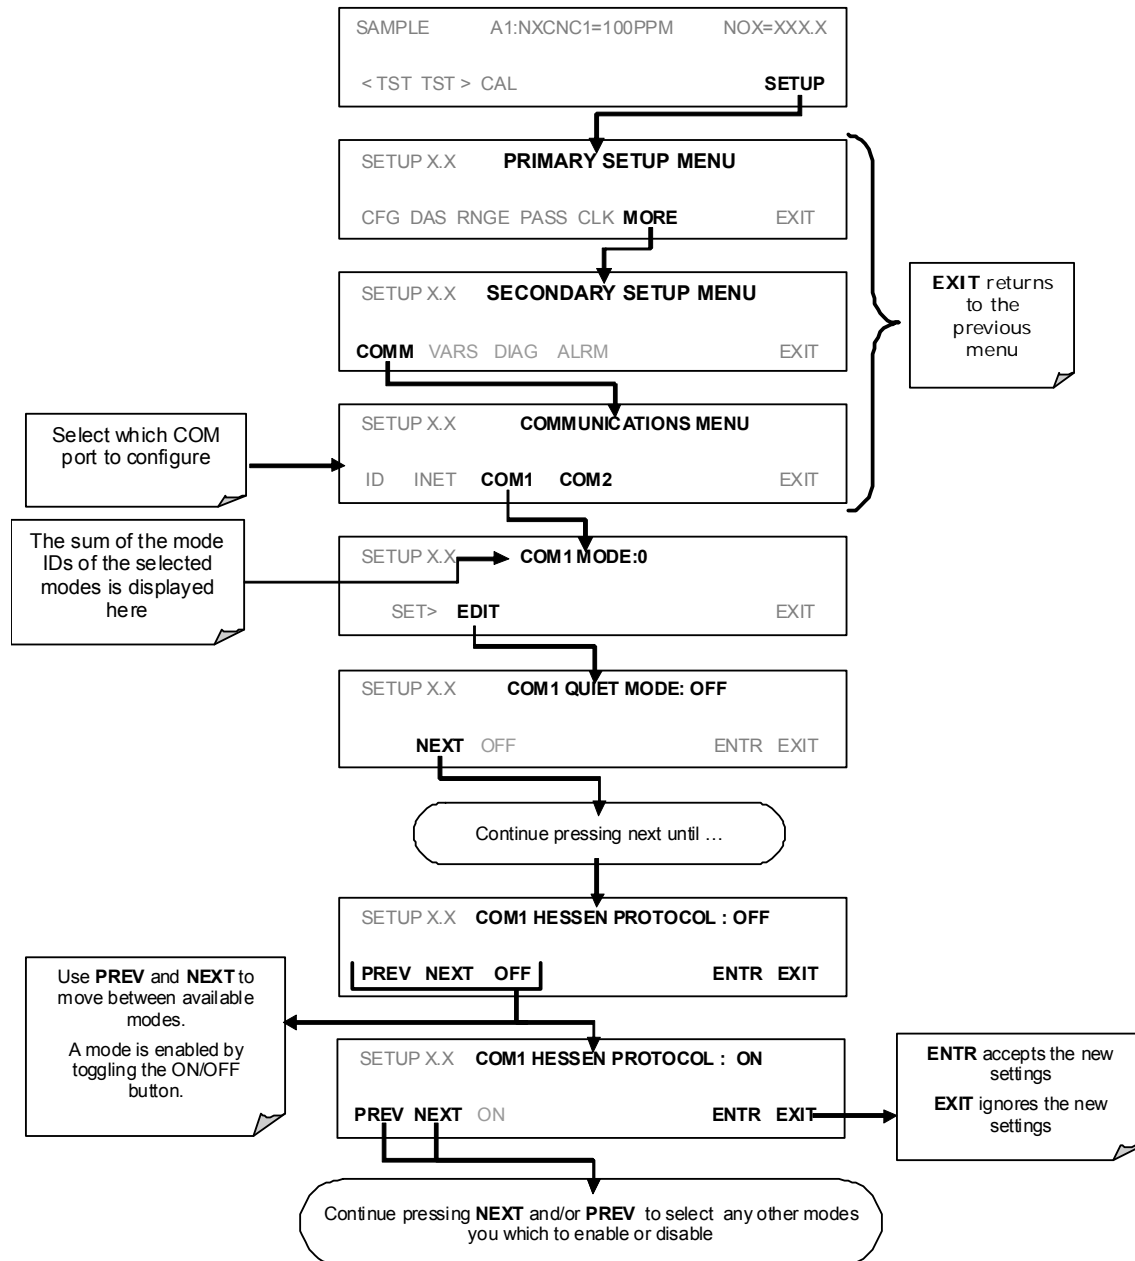 SAMPLE A1:NXCNC1=100PPM NOX=XXX.X
< TST TST > CAL SETUP
SETUP X.X PRIMARY SETUP MENU
CFG DAS RNGE PASS CLK MORE EXIT
SETUP X.X SECONDARY SETUP MENU
COMM VARS DIAG ALRM EXIT
EXIT returns
to the
previous
menu
SETUP X.X COMMUNICATIONS MENU
ID INET COM1 COM2 EXIT
Select which COM
port to configure
SETUP X.X COM1 MODE:0
SET> EDIT EXIT
The sum of the mode
IDs of the selected
modes is displayed
here
SETUP X.X COM1 QUIET MODE: OFF
NEXT OFF ENTR EXIT
Continue pressing next until …
SETUP X.X COM1 HESSEN PROTOCOL : OFF
PREV NEXT OFF ENTR EXIT
Use PREV and NEXT to
move between available
modes.
A mode is enabled by
toggling the ON/OFF
button.
SETUP X.X COM1 HESSEN PROTOCOL : ON
PREV NEXT ON ENTR EXIT
ENTR accepts the new
settings
EXIT ignores the new
settings
Continue pressing NEXT and/or PREV to select any other modes
you which to enable or disable